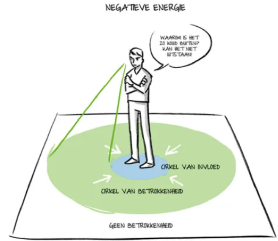 NEGATIEVE ENERGIE
WAAROM IS HET
ZO KOUD BUITEN?
KAN HET NIET
UITSTAAN!
CIRKEL VAN INVLOED
CIRKEL VAN BETROKKENHEID
GEEN BETROKKENHEID